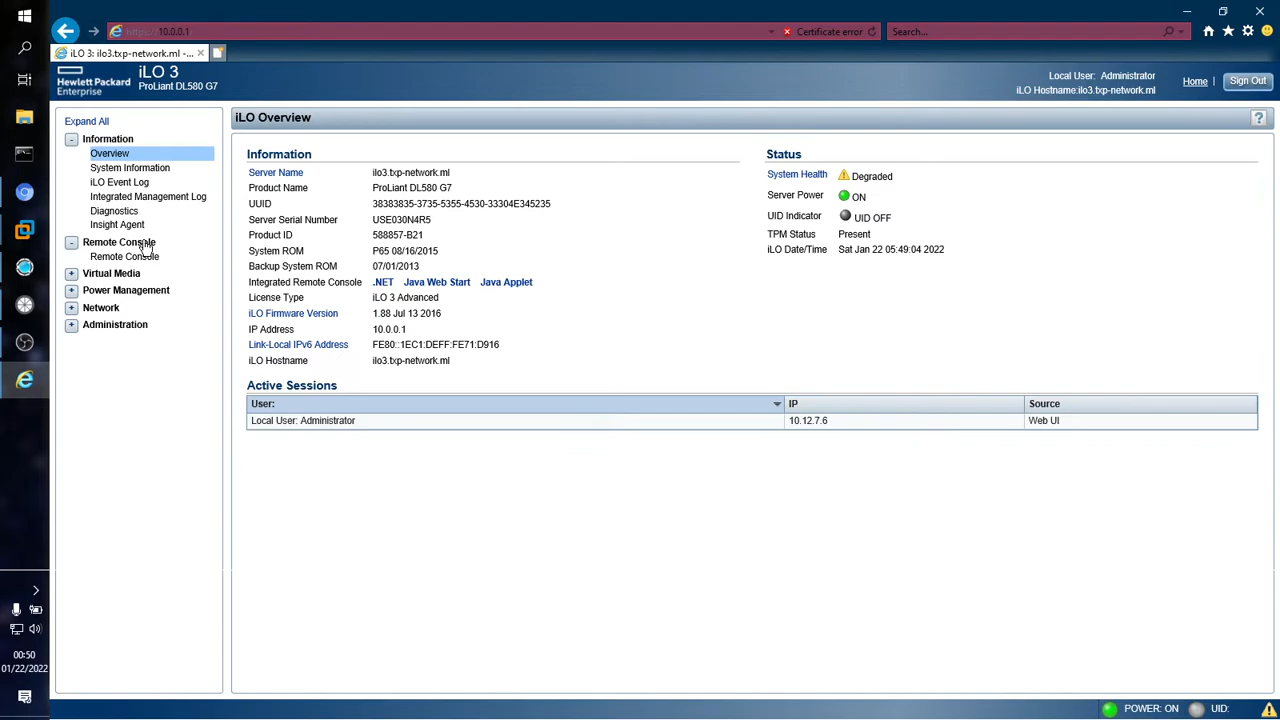 https://10.0.0.1
Certificate error
Search...
iLO 3: ilo3.txp-network.ml -...
Hewlett Packard
Enterprise
iLO 3
ProLiant DL580 G7
Local User: Administrator
iLO Hostname:ilo3.txp-network.ml
Home
Sign Out
Expand All
Information
Overview
System Information
iLO Event Log
Integrated Management Log
Diagnostics
Insight Agent
Remote Console
Remote Console
Virtual Media
Power Management
Network
Administration
iLO Overview
?
Information
Server Name ilo3.txp-network.ml
Product Name ProLiant DL580 G7
UUID 38383835-3735-5355-4530-33304E345235
Server Serial Number USE030N4R5
Product ID 588857-B21
System ROM P65 08/16/2015
Backup System ROM 07/01/2013
Integrated Remote Console .NET Java Web Start Java Applet
License Type iLO 3 Advanced
iLO Firmware Version 1.88 Jul 13 2016
IP Address 10.0.0.1
Link-Local IPv6 Address FE80::1EC1:DEFF:FE71:D916
iLO Hostname ilo3.txp-network.ml
Status
System Health Degraded
Server Power ON
UID Indicator UID OFF
TPM Status Present
iLO Date/Time Sat Jan 22 05:49:04 2022
Active Sessions
User: IP Source
Local User: Administrator 10.12.7.6 Web UI
00:50
01/22/2022
POWER: ON UID: